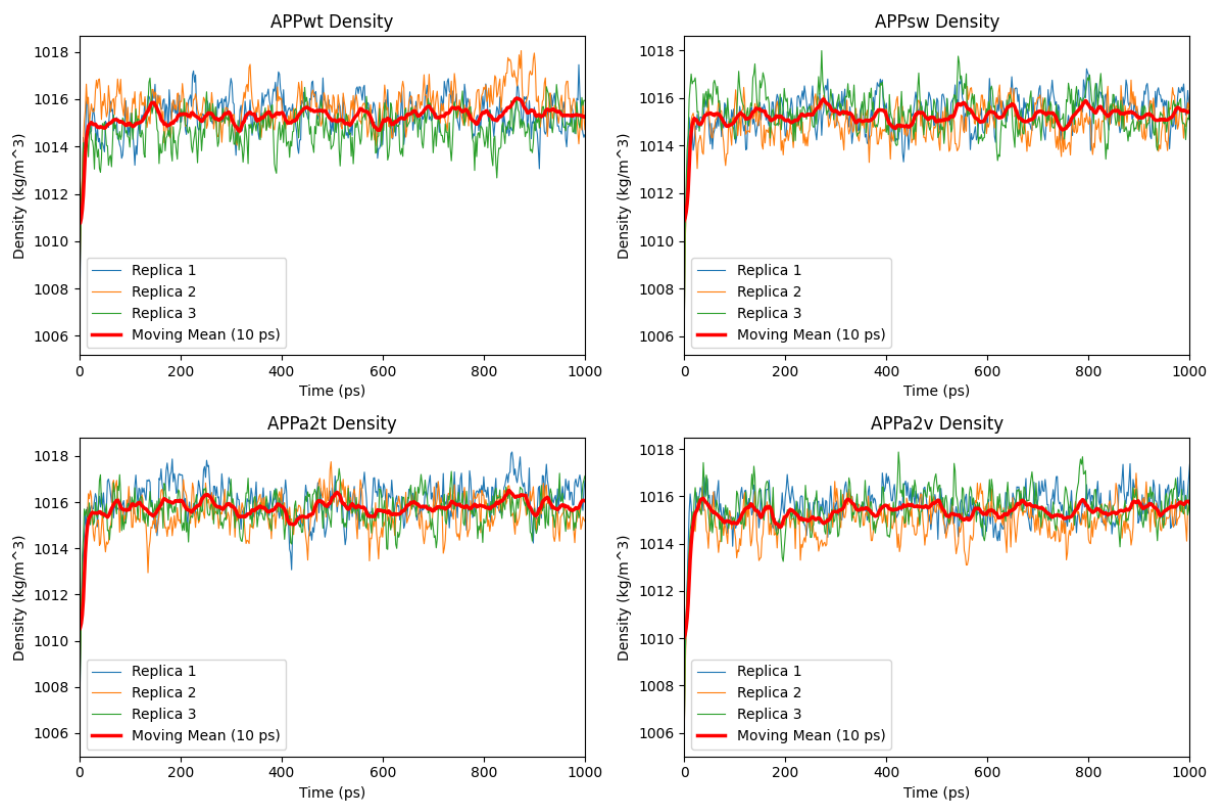 APPwt Density
1018
1016
1014
1012
1010
1008
1006
Density (kg/m^3)
Replica 1
Replica 2
Replica 3
Moving Mean (10 ps)
0 200 400 600 800 1000
Time (ps)
APPsw Density
1018
1016
1014
1012
1010
1008
1006
Density (kg/m^3)
Replica 1
Replica 2
Replica 3
Moving Mean (10 ps)
0 200 400 600 800 1000
Time (ps)
APPa2t Density
1018
1016
1014
1012
1010
1008
1006
Density (kg/m^3)
Replica 1
Replica 2
Replica 3
Moving Mean (10 ps)
0 200 400 600 800 1000
Time (ps)
APPa2v Density
1018
1016
1014
1012
1010
1008
1006
Density (kg/m^3)
Replica 1
Replica 2
Replica 3
Moving Mean (10 ps)
0 200 400 600 800 1000
Time (ps)